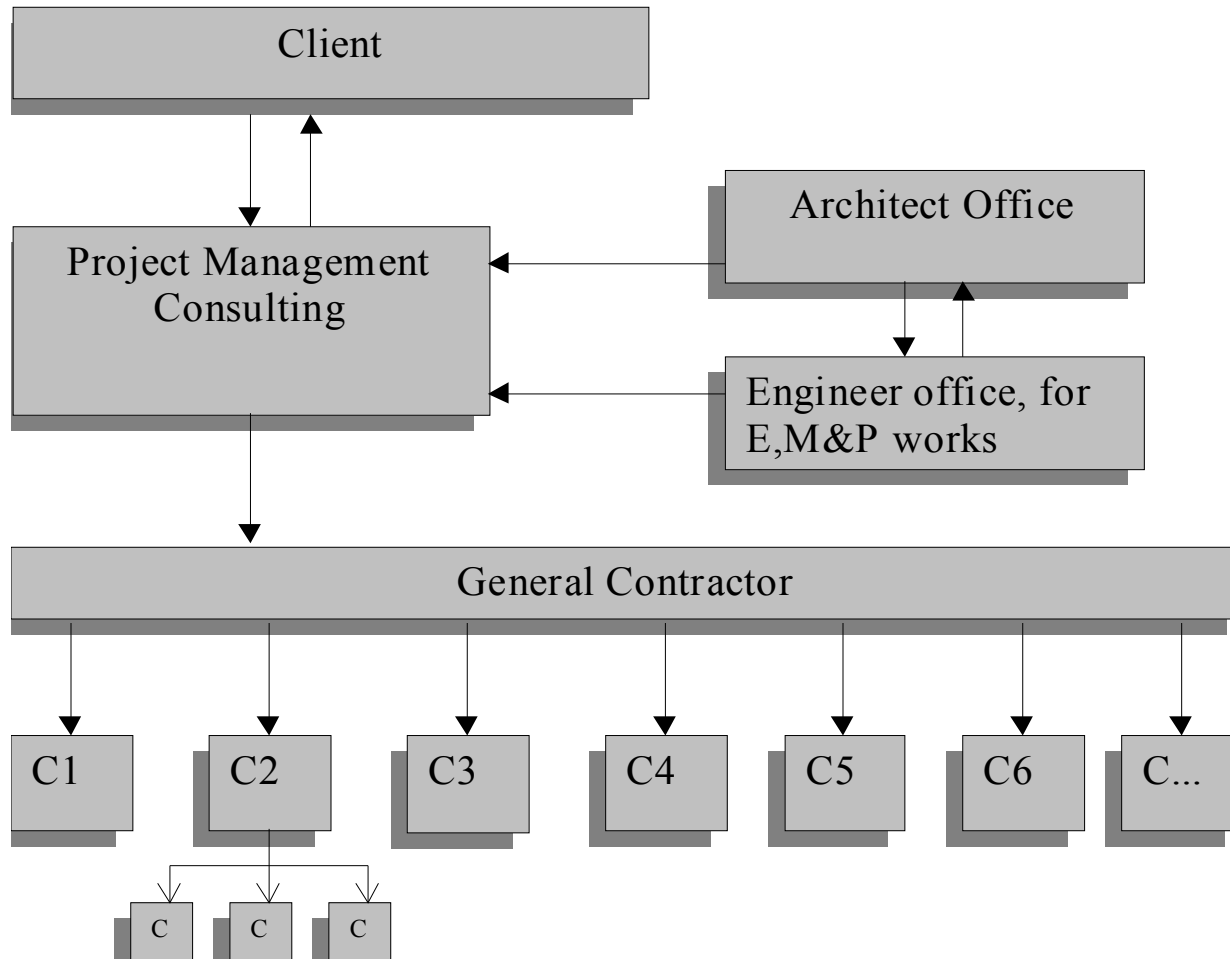 Client
Architect Office
Project Management
Consulting
Engineer office, for
E,M&P works
General Contractor
C1
C2
C3
C4
C5
C6
C...
C
C
C